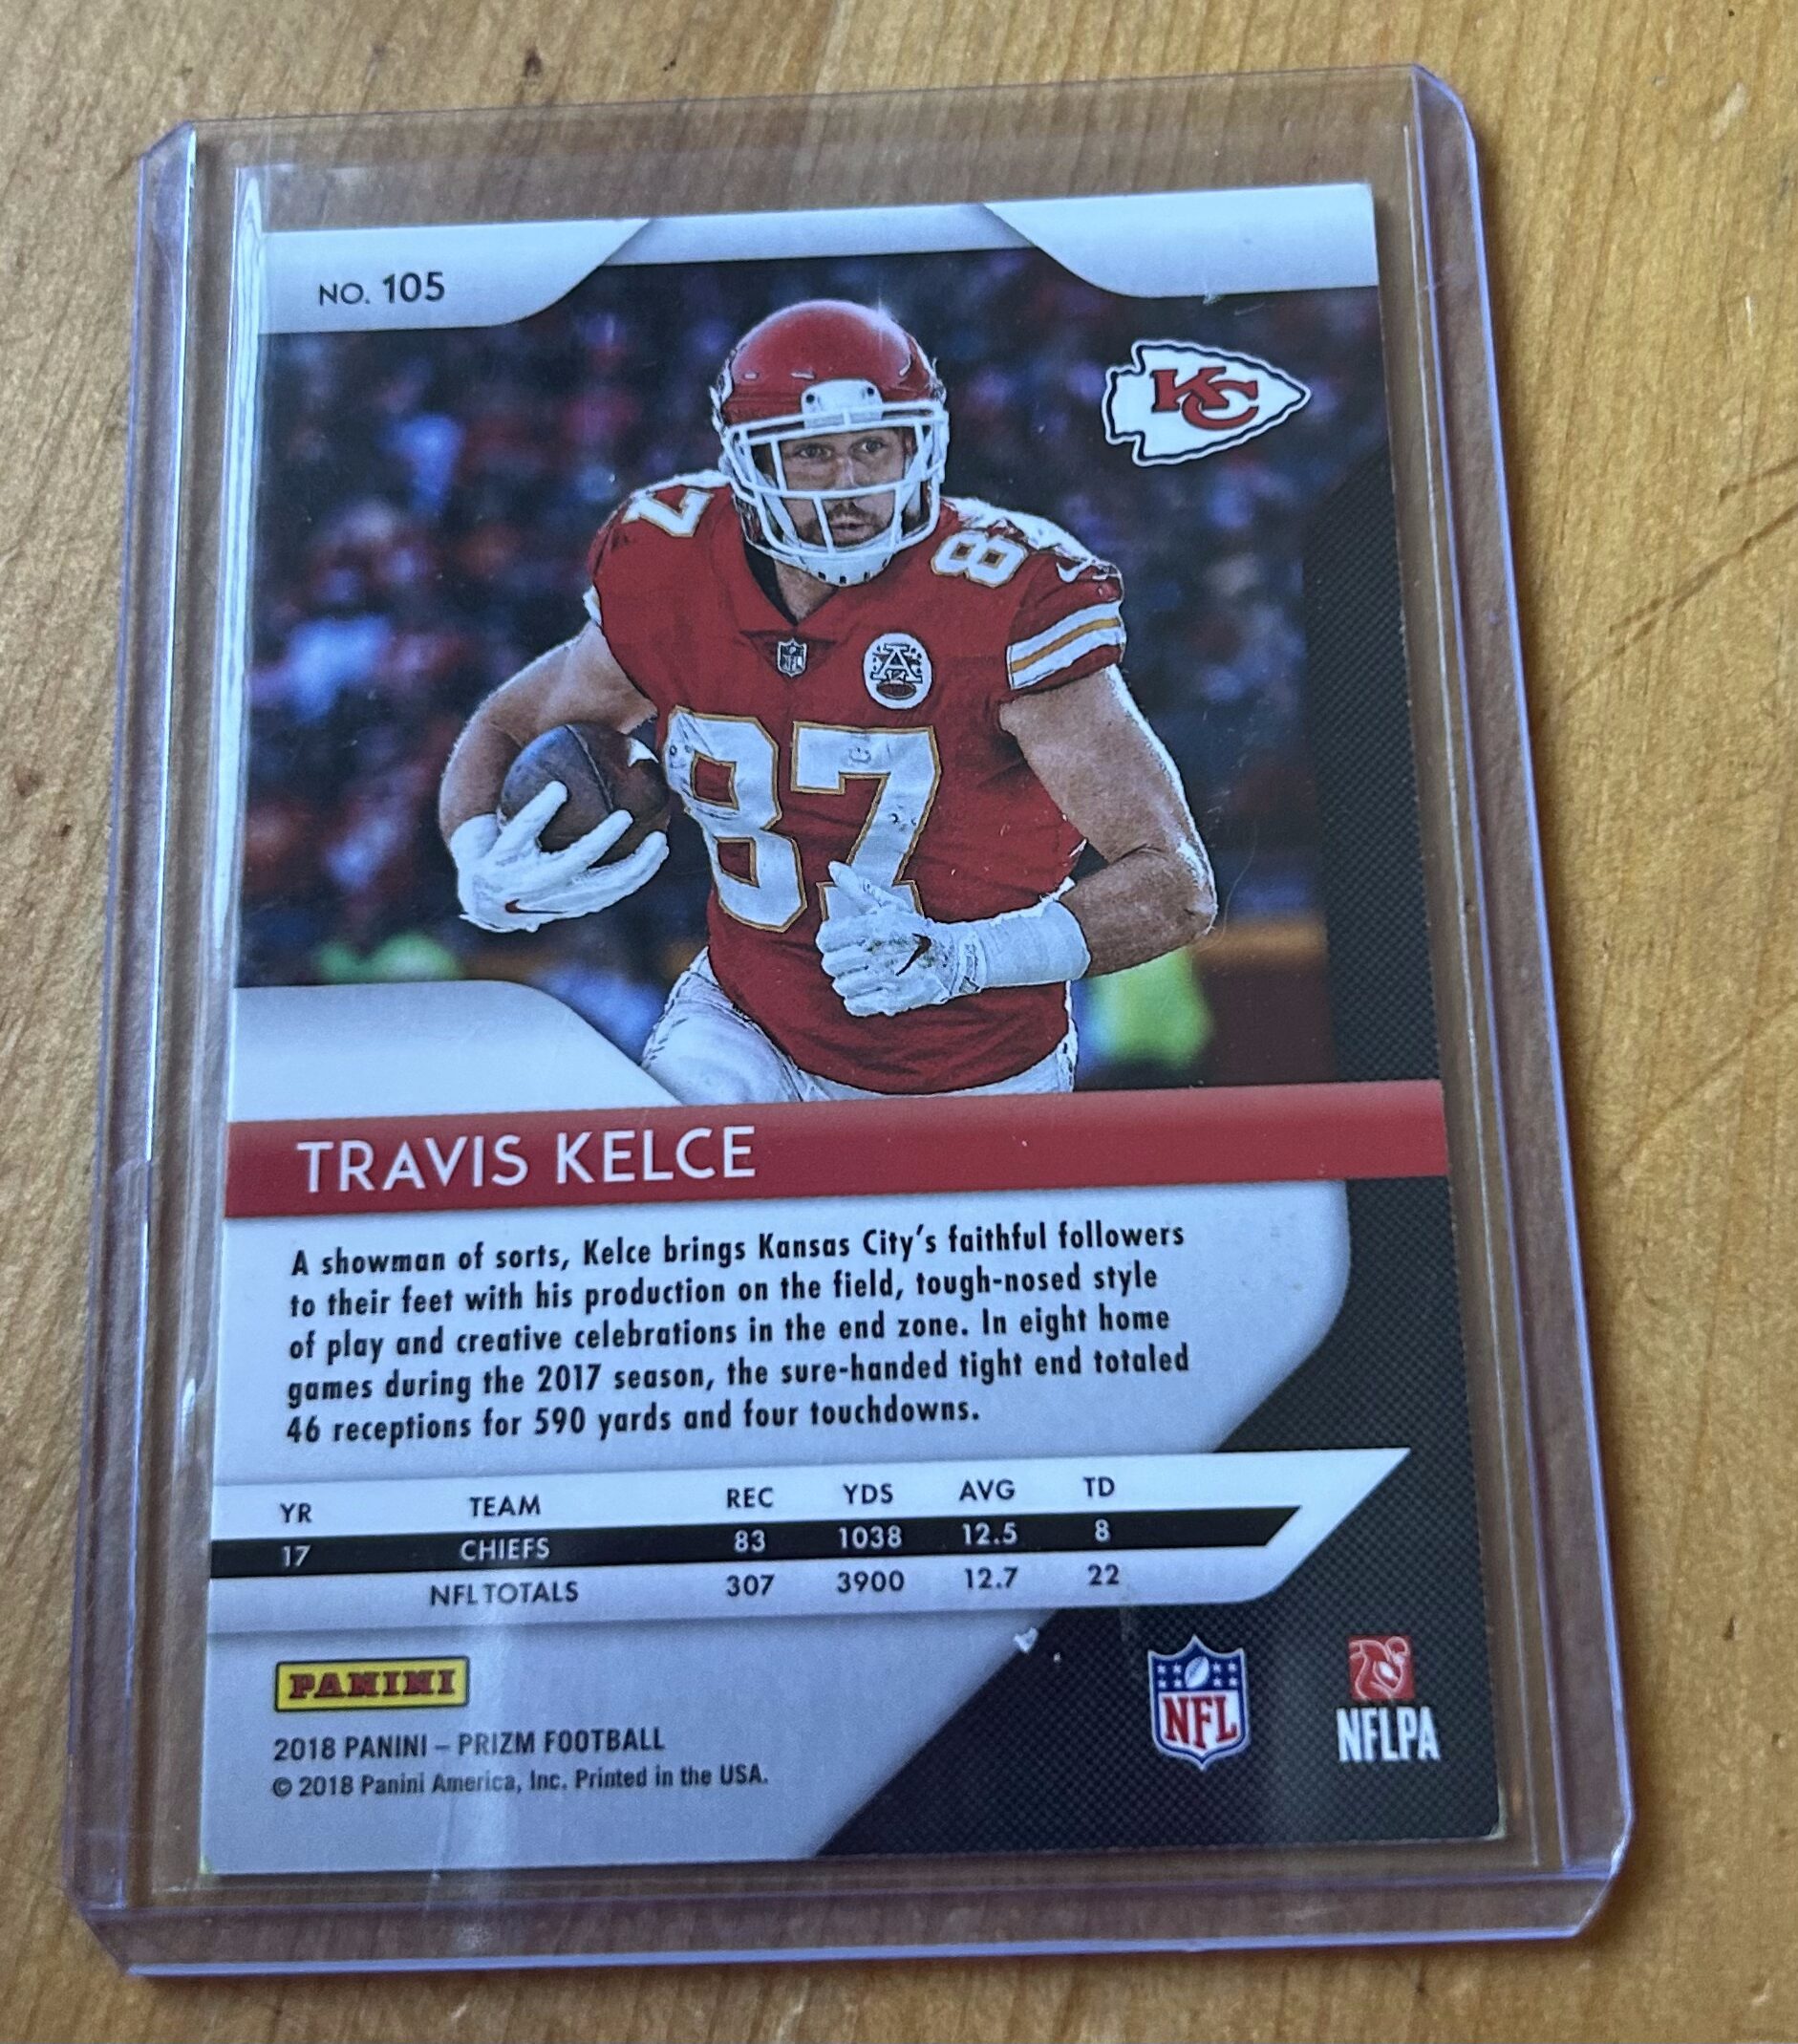 NO. 105
KC
7
87
NFL
A
87
TRAVIS KELCE
A showman of sorts, Kelce brings Kansas City's faithful followers
to their feet with his production on the field, tough-nosed style
of play and creative celebrations in the end zone. In eight home
games during the 2017 season, the sure-handed tight end totaled
46 receptions for 590 yards and four touchdowns.
YR TEAM REC YDS AVG TD
17 CHIEFS 83 1038 12.5 8
NFL TOTALS 307 3900 12.7 22
PANINI
2018 PANINI – PRIZM FOOTBALL
© 2018 Panini America, Inc. Printed in the USA.
NFL
NFLPA